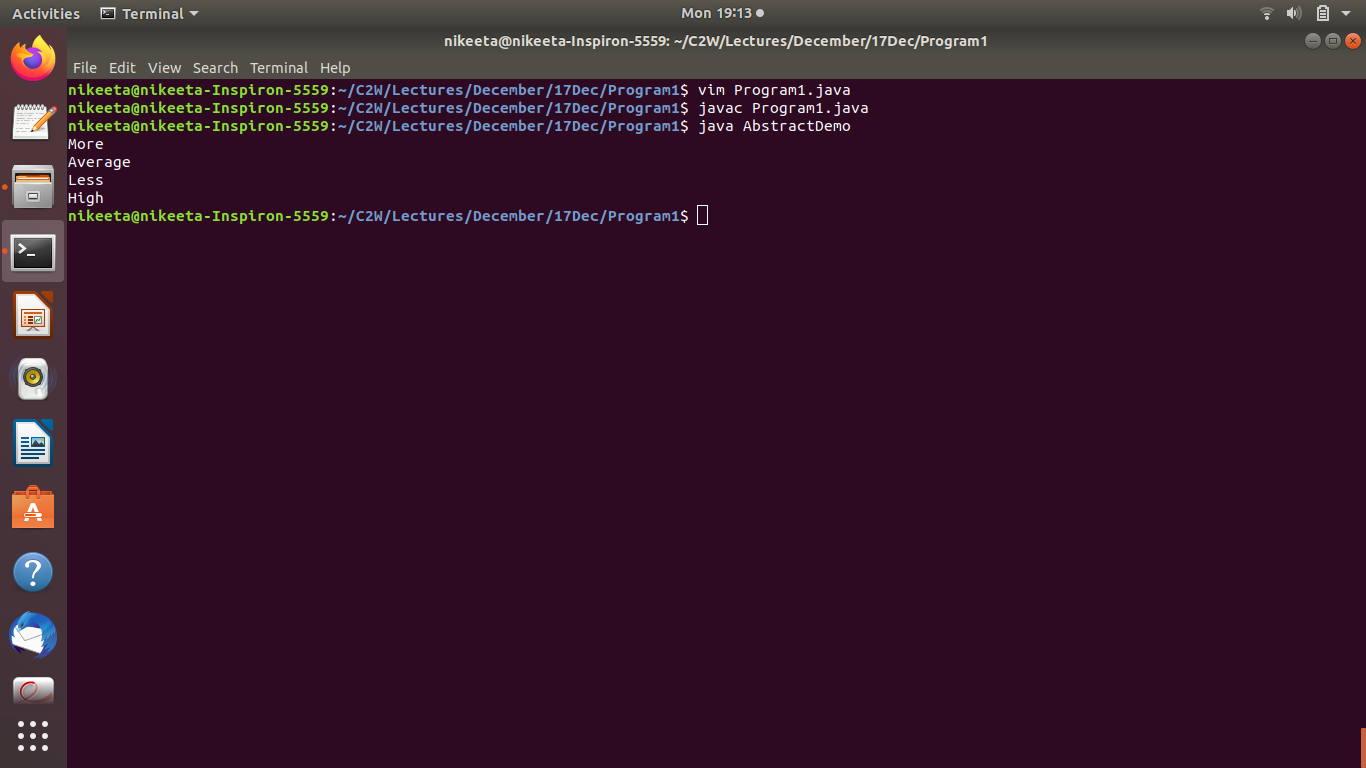 Activities Terminal Mon 19:13
nikeeta@nikeeta-Inspiron-5559: ~/C2W/Lectures/December/17Dec/Program1
File Edit View Search Terminal Help
nikeeta@nikeeta-Inspiron-5559:~/C2W/Lectures/December/17Dec/Program1$ vim Program1.java
nikeeta@nikeeta-Inspiron-5559:~/C2W/Lectures/December/17Dec/Program1$ javac Program1.java
nikeeta@nikeeta-Inspiron-5559:~/C2W/Lectures/December/17Dec/Program1$ java AbstractDemo
More
Average
Less
High
nikeeta@nikeeta-Inspiron-5559:~/C2W/Lectures/December/17Dec/Program1$